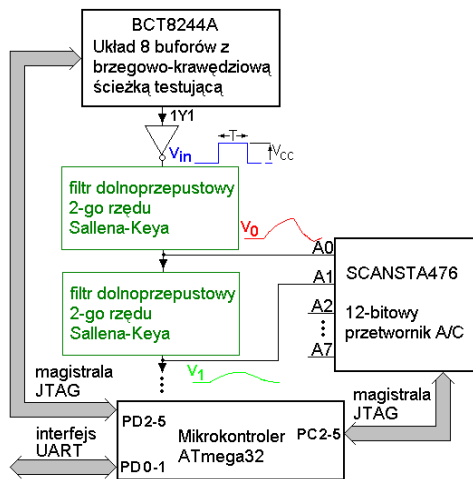 BCT8244A
Układ 8 buforów z
brzegowo-krawędziową
ścieżką testującą
1Y1
Vin
T
VCC
filtr dolnoprzepustowy
2-go rzędu
Sallena-Keya
V0
A0
A1
A2
A7
SCANSTA476
12-bitowy
przetwornik A/C
filtr dolnoprzepustowy
2-go rzędu
Sallena-Keya
V1
magistrala
JTAG
magistrala
JTAG
interfejs
UART
PD2-5
PD0-1
Mikrokontroler
ATmega32
PC2-5